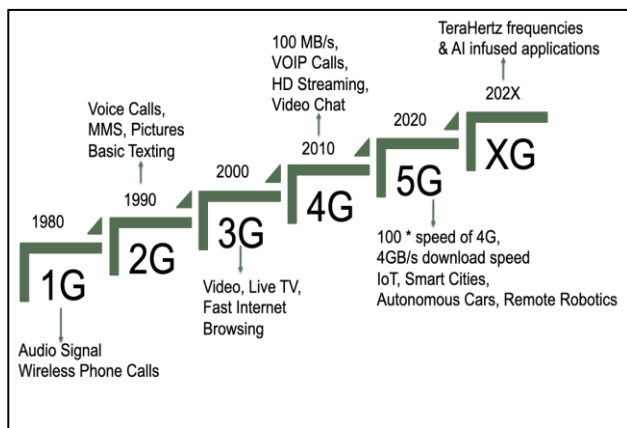 1980
1G
Audio Signal
Wireless Phone Calls
Voice Calls,
MMS, Pictures
Basic Texting
1990
2G
2000
3G
Video, Live TV,
Fast Internet
Browsing
100 MB/s,
VOIP Calls,
HD Streaming,
Video Chat
2010
4G
2020
5G
100 * speed of 4G,
4GB/s download speed
IoT, Smart Cities,
Autonomous Cars, Remote Robotics
TeraHertz frequencies
& AI infused applications
202X
XG